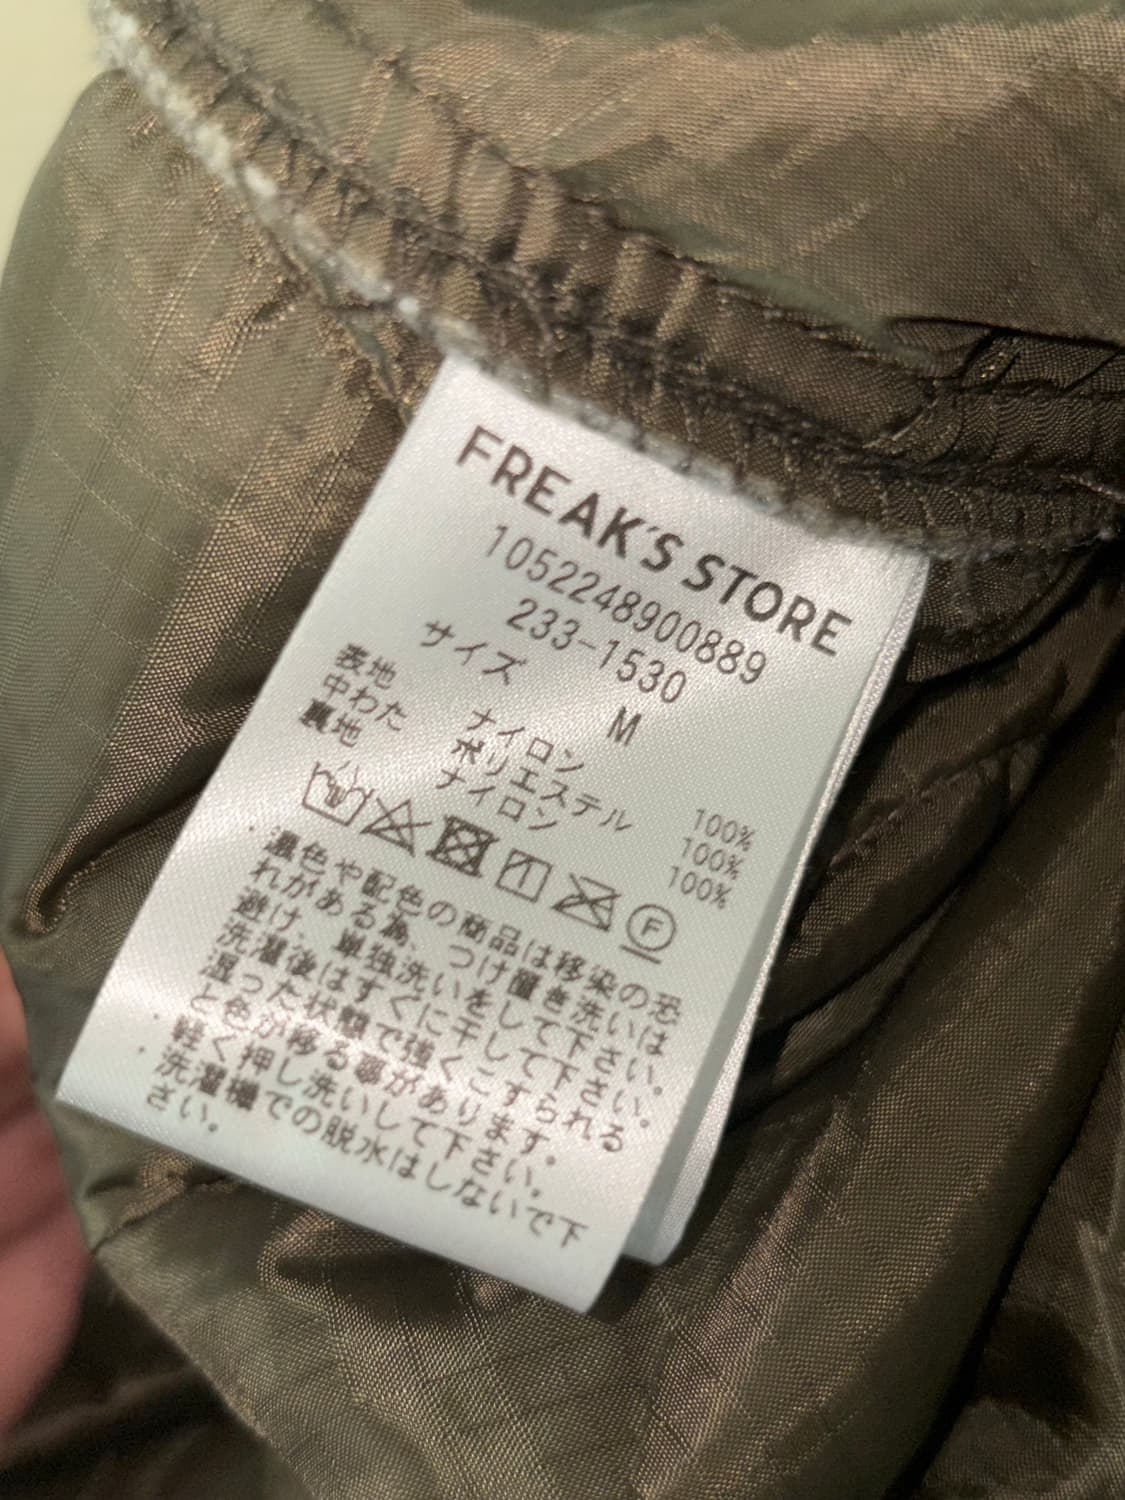 FREAK'S STORE
1052248900889
233-1530
サイズ M
表地 ナイロン 100%
中わた ポリエステル 100%
裏地 ナイロン 100%
F
・濃色や配色の商品は移染の恐
れがある為、つけ置き洗いは
避け、単独洗いをして下さい。
洗濯後はすぐに干して下さい。
湿った状態で強くこすられる
と色が移る事があります。
・軽く押し洗いして下さい。
・洗濯機での脱水はしないで下
さい。